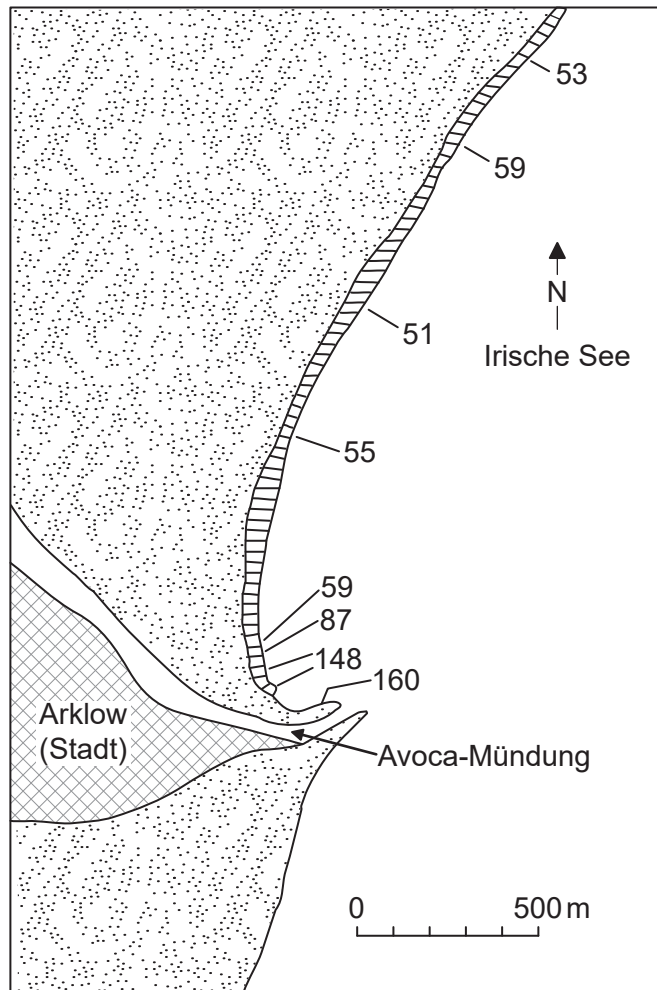 53
59
N
Irische See
51
55
59
87
148
160
Arklow
(Stadt)
Avoca-Mündung
0 500 m